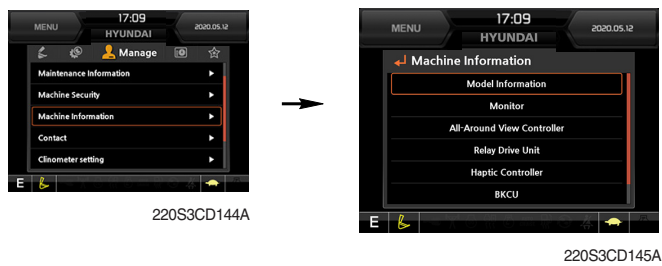 MENU
17:09
HYUNDAI
2020.05.12
Manage
Maintenance Information
Machine Security
Machine Information
Contact
Clinometer setting
E
220S3CD144A
MENU
17:09
HYUNDAI
2020.05.12
Machine Information
Model Information
Monitor
All-Around View Controller
Relay Drive Unit
Haptic Controller
BKCU
E
220S3CD145A